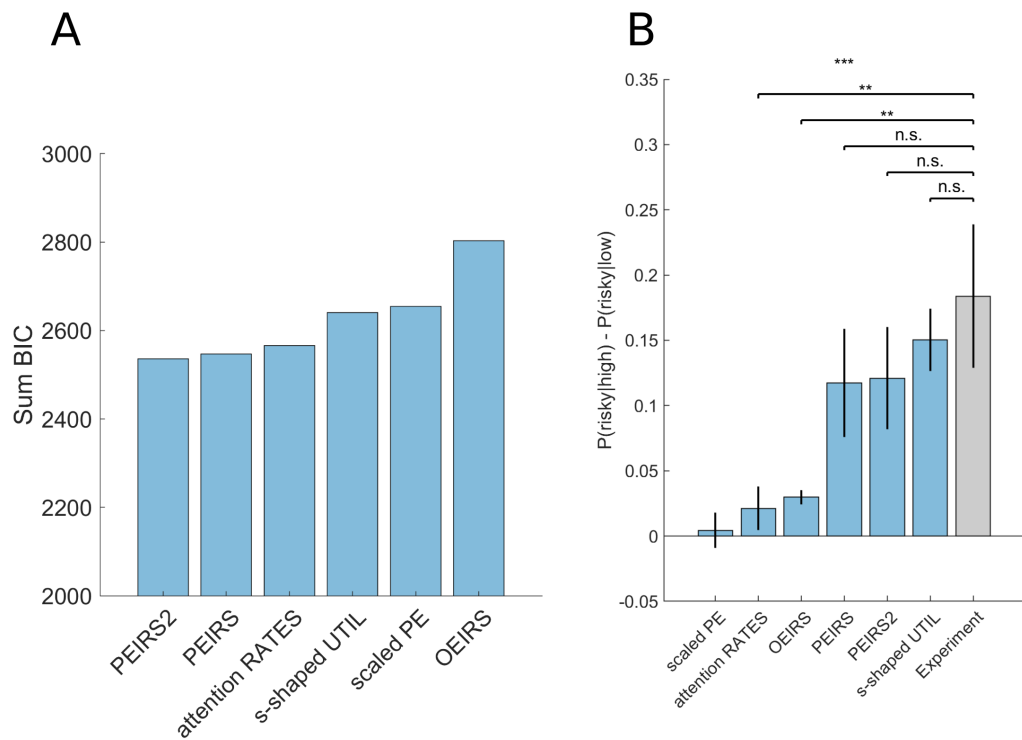 A
3000
2800
2600
2400
2200
2000
Sum BIC
PEIRS2
PEIRS
attention RATES
s-shaped UTIL
scaled PE
OEIRS
B
0.35
0.3
0.25
0.2
0.15
0.1
0.05
0
-0.05
P(risky|high) - P(risky|low)
***
**
**
n.s.
n.s.
n.s.
scaled PE
attention RATES
OEIRS
PEIRS
PEIRS2
s-shaped UTIL
Experiment